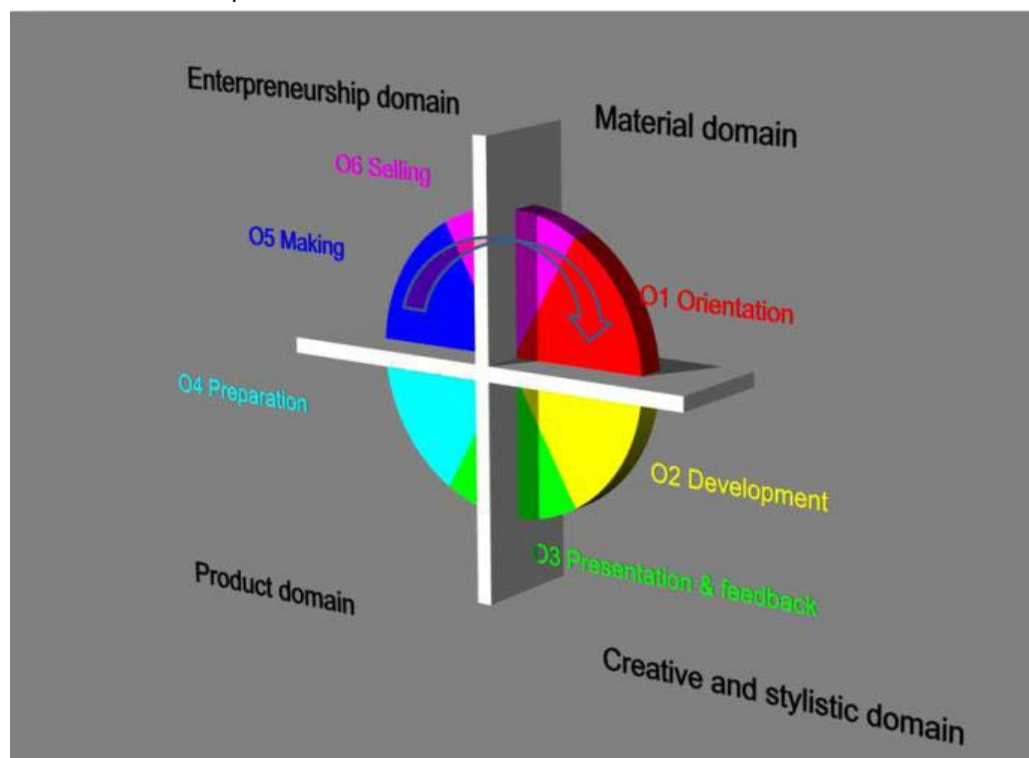 Enterpreneurship domain
Material domain
O6 Selling
O5 Making
O1 Orientation
O4 Preparation
O2 Development
O3 Presentation & feedback
Product domain
Creative and stylistic domain